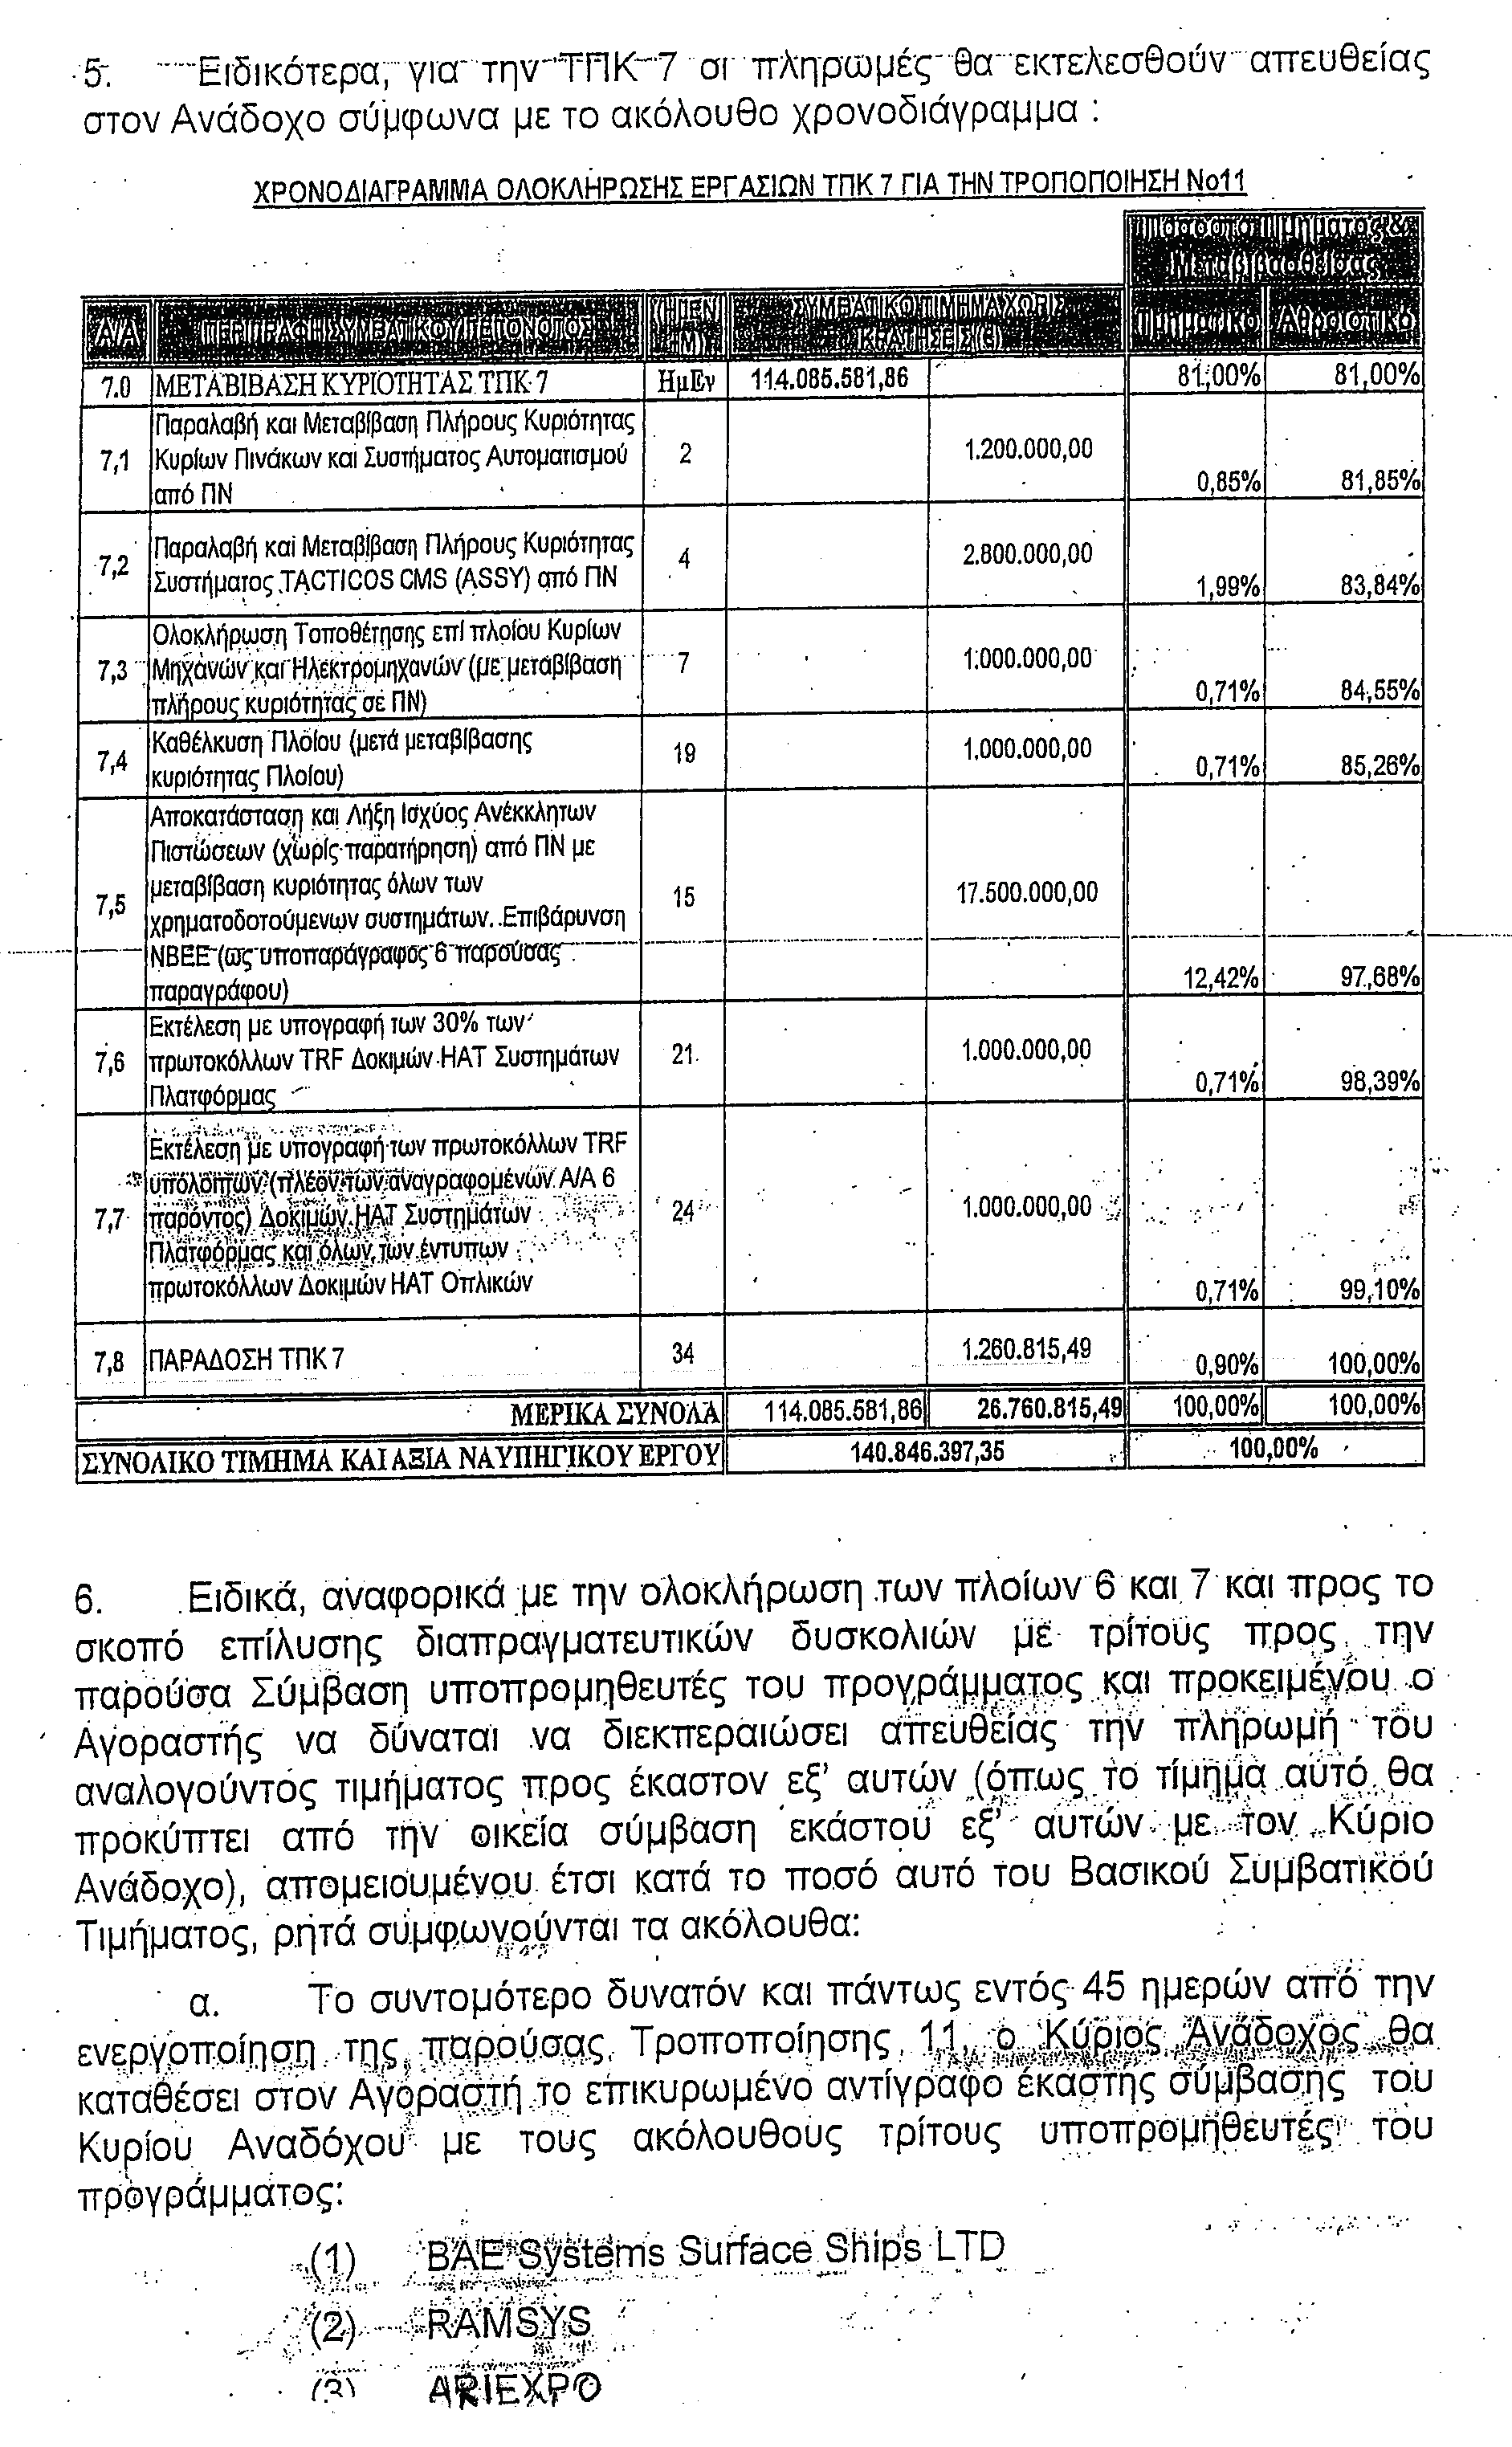 5. Ειδικότερα, για την ΤΠΚ 7 οι πληρωμές θα εκτελεσθούν απευθείας
στον Ανάδοχο σύμφωνα με το ακόλουθο χρονοδιάγραμμα :
ΧΡΟΝΟΔΙΑΓΡΑΜΜΑ ΟΛΟΚΛΗΡΩΣΗΣ ΕΡΓΑΣΙΩΝ ΤΠΚ 7 ΓΙΑ ΤΗΝ ΤΡΟΠΟΠΟΙΗΣΗ Νο11
Ποσοστά Τιμήματος &
Μεταβιβασθείσας
Α/Α ΠΕΡΙΓΡΑΦΗ ΣΥΜΒΑΤΙΚΟΥ ΓΕΓΟΝΟΤΟΣ (ΗΠΕΝ ΣΥΜΒΑΤΙΚΟ ΤΙΜΗΜΑ ΧΩΡΙΣ Τμηματικό Αθροιστικό
ΚΡΑΤΗΣΕΙΣ (€)
7.0 ΜΕΤΑΒΙΒΑΣΗ ΚΥΡΙΟΤΗΤΑΣ ΤΠΚ 7 ΗμΕν 114.085.581,86 81,00% 81,00%
Παραλαβή και Μεταβίβαση Πλήρους Κυριότητας
7,1 Κυρίων Πινάκων και Συστήματος Αυτοματισμού 2 1.200.000,00
από ΠΝ 0,85% 81,85%
7,2 Παραλαβή και Μεταβίβαση Πλήρους Κυριότητας 4 2.800.000,00
Συστήματος TACTICOS CMS (ASSY) από ΠΝ 1,99% 83,84%
Ολοκλήρωση Τοποθέτησης επί πλοίου Κυρίων
7,3 Μηχανών και Ηλεκτρομηχανών (με μεταβίβαση 7 1.000.000,00
πλήρους κυριότητας σε ΠΝ) 0,71% 84,55%
7,4 Καθέλκυση Πλοίου (μετά μεταβίβασης 19 1.000.000,00
κυριότητας Πλοίου) 0,71% 85,26%
Αποκατάσταση και Λήξη Ισχύος Ανέκκλητων
Πιστώσεων (χωρίς παρατήρηση) από ΠΝ με
μεταβίβαση κυριότητας όλων των
7,5 χρηματοδοτούμενων συστημάτων. Επιβάρυνση 15 17.500.000,00
ΝΒΕΕ (ως υποπαράγραφος 6 παρούσας
παραγράφου) 12,42% 97,68%
Εκτέλεση με υπογραφή των 30% των
7,6 πρωτοκόλλων TRF Δοκιμών HAT Συστημάτων 21 1.000.000,00
Πλατφόρμας 0,71% 98,39%
Εκτέλεση με υπογραφή των πρωτοκόλλων TRF
υπολοίπων (πλέον των αναγραφομένων Α/Α 6
7,7 παρόντος) Δοκιμών HAT Συστημάτων 24 1.000.000,00
Πλατφόρμας και όλων των έντυπων
πρωτοκόλλων Δοκιμών HAT Οπλικών 0,71% 99,10%
7,8 ΠΑΡΑΔΟΣΗ ΤΠΚ 7 34 1.260.815,49 0,90% 100,00%
ΜΕΡΙΚΑ ΣΥΝΟΛΑ 114.085.581,86 26.760.815,49 100,00% 100,00%
ΣΥΝΟΛΙΚΟ ΤΙΜΗΜΑ ΚΑΙ ΑΞΙΑ ΝΑΥΠΗΓΙΚΟΥ ΕΡΓΟΥ 140.846.397,35 100,00%
6. Ειδικά, αναφορικά με την ολοκλήρωση των πλοίων 6 και 7 και προς το
σκοπό επίλυσης διαπραγματευτικών δυσκολιών με τρίτους προς την
παρούσα Σύμβαση υποπρομηθευτές του προγράμματος και προκειμένου ο
Αγοραστής να δύναται να διεκπεραιώσει απευθείας την πληρωμή του
αναλογούντος τιμήματος προς έκαστον εξ’ αυτών (όπως το τίμημα αυτό θα
προκύπτει από την οικεία σύμβαση εκάστου εξ’ αυτών με τον Κύριο
Ανάδοχο), απομειουμένου έτσι κατά το ποσό αυτό του Βασικού Συμβατικού
Τιμήματος, ρητά συμφωνούνται τα ακόλουθα:
α. Το συντομότερο δυνατόν και πάντως εντός 45 ημερών από την
ενεργοποίηση της παρούσας Τροποποίησης 11, ο Κύριος Ανάδοχος θα
καταθέσει στον Αγοραστή το επικυρωμένο αντίγραφο έκαστης σύμβασης του
Κυρίου Αναδόχου με τους ακόλουθους τρίτους υποπρομηθευτές του
προγράμματος:
(1) BAE Systems Surface Ships LTD
(2) RAMSYS
(3) ARIEXPO